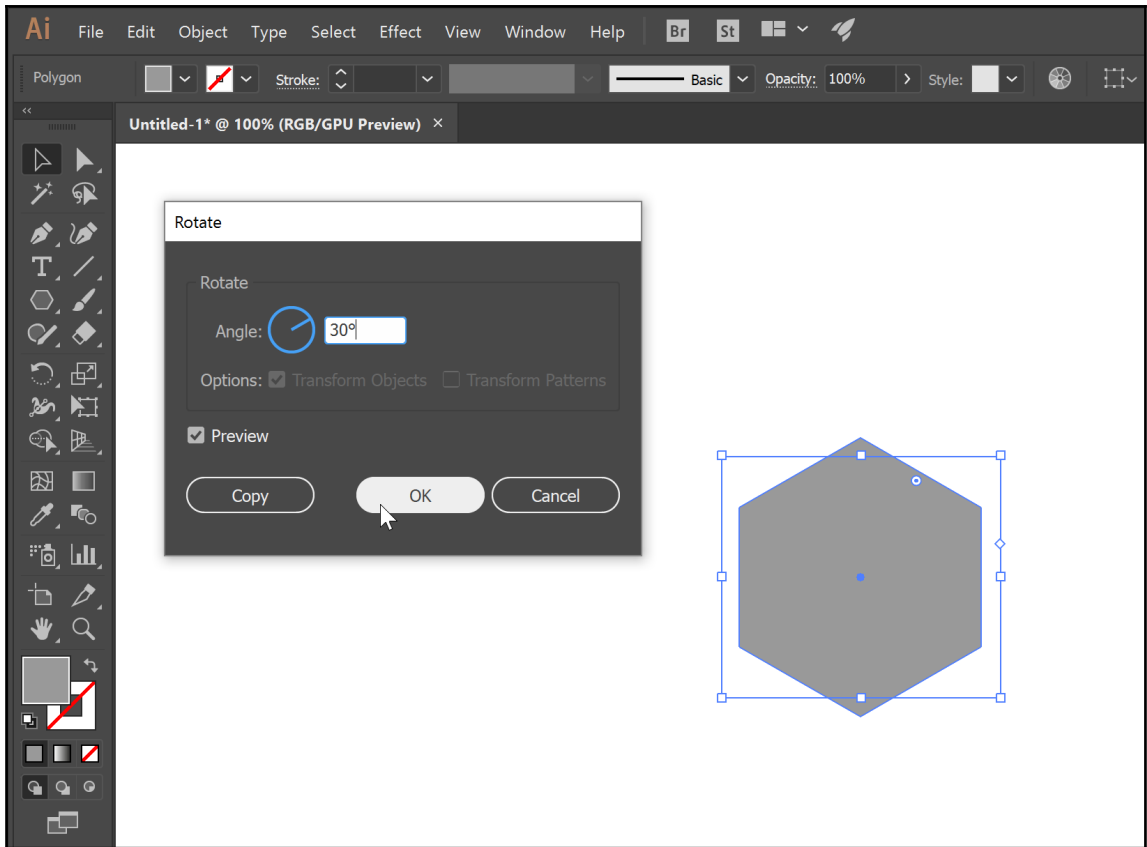 Ai File Edit Object Type Select Effect View Window Help Br St
Polygon Stroke: Basic Opacity: 100% Style:
Untitled-1* @ 100% (RGB/GPU Preview) ×
Rotate
Rotate
Angle: 30°
Options: Transform Objects Transform Patterns
Preview
Copy OK Cancel